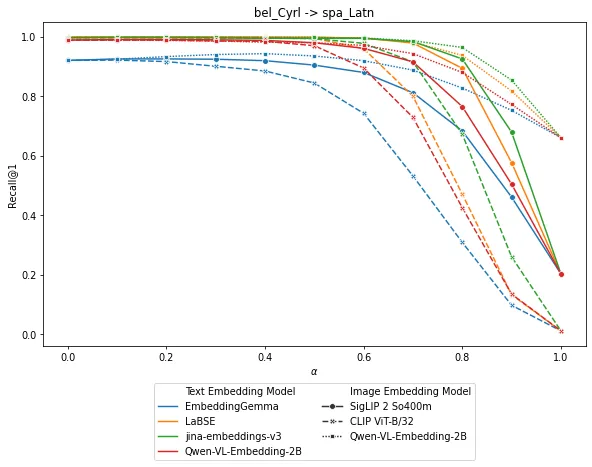 bel_Cyrl -> spa_Latn
Recall@1
1.0
0.8
0.6
0.4
0.2
0.0
0.0 0.2 0.4 0.6 0.8 1.0
α
Text Embedding Model
EmbeddingGemma
LaBSE
jina-embeddings-v3
Qwen-VL-Embedding-2B
Image Embedding Model
SigLIP 2 So400m
CLIP ViT-B/32
Qwen-VL-Embedding-2B